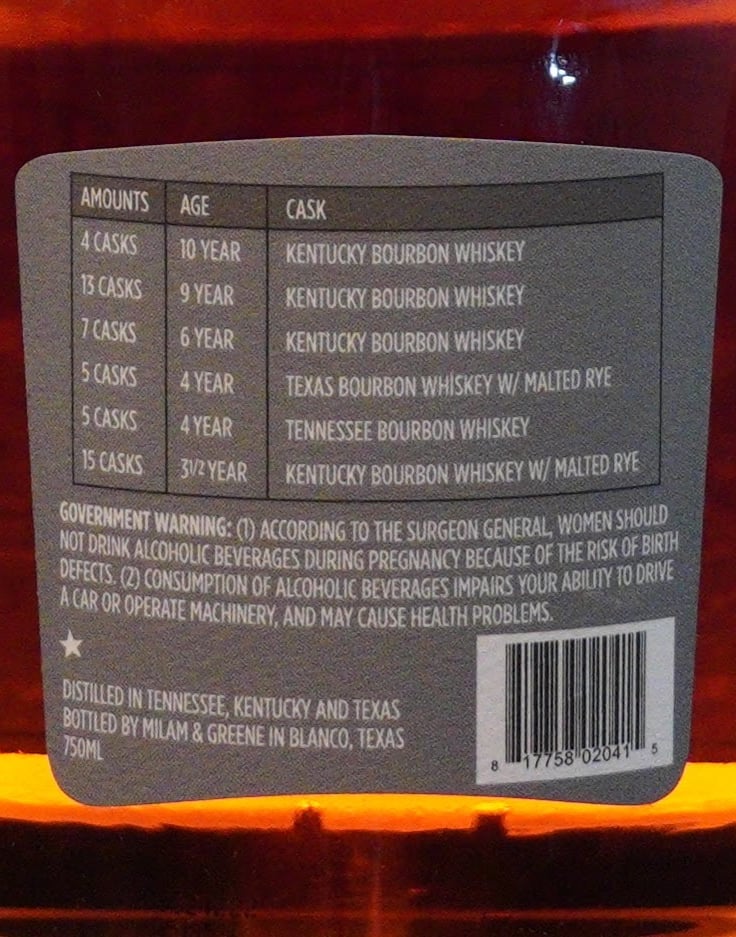 AMOUNTS AGE CASK
4 CASKS 10 YEAR KENTUCKY BOURBON WHISKEY
13 CASKS 9 YEAR KENTUCKY BOURBON WHISKEY
7 CASKS 6 YEAR KENTUCKY BOURBON WHISKEY
5 CASKS 4 YEAR TEXAS BOURBON WHISKEY W/ MALTED RYE
5 CASKS 4 YEAR TENNESSEE BOURBON WHISKEY
15 CASKS 3 1/2 YEAR KENTUCKY BOURBON WHISKEY W/ MALTED RYE
GOVERNMENT WARNING: (1) ACCORDING TO THE SURGEON GENERAL, WOMEN SHOULD
NOT DRINK ALCOHOLIC BEVERAGES DURING PREGNANCY BECAUSE OF THE RISK OF BIRTH
DEFECTS. (2) CONSUMPTION OF ALCOHOLIC BEVERAGES IMPAIRS YOUR ABILITY TO DRIVE
A CAR OR OPERATE MACHINERY, AND MAY CAUSE HEALTH PROBLEMS.
DISTILLED IN TENNESSEE, KENTUCKY AND TEXAS
BOTTLED BY MILAM & GREENE IN BLANCO, TEXAS
750ML
8 17758 02041 5